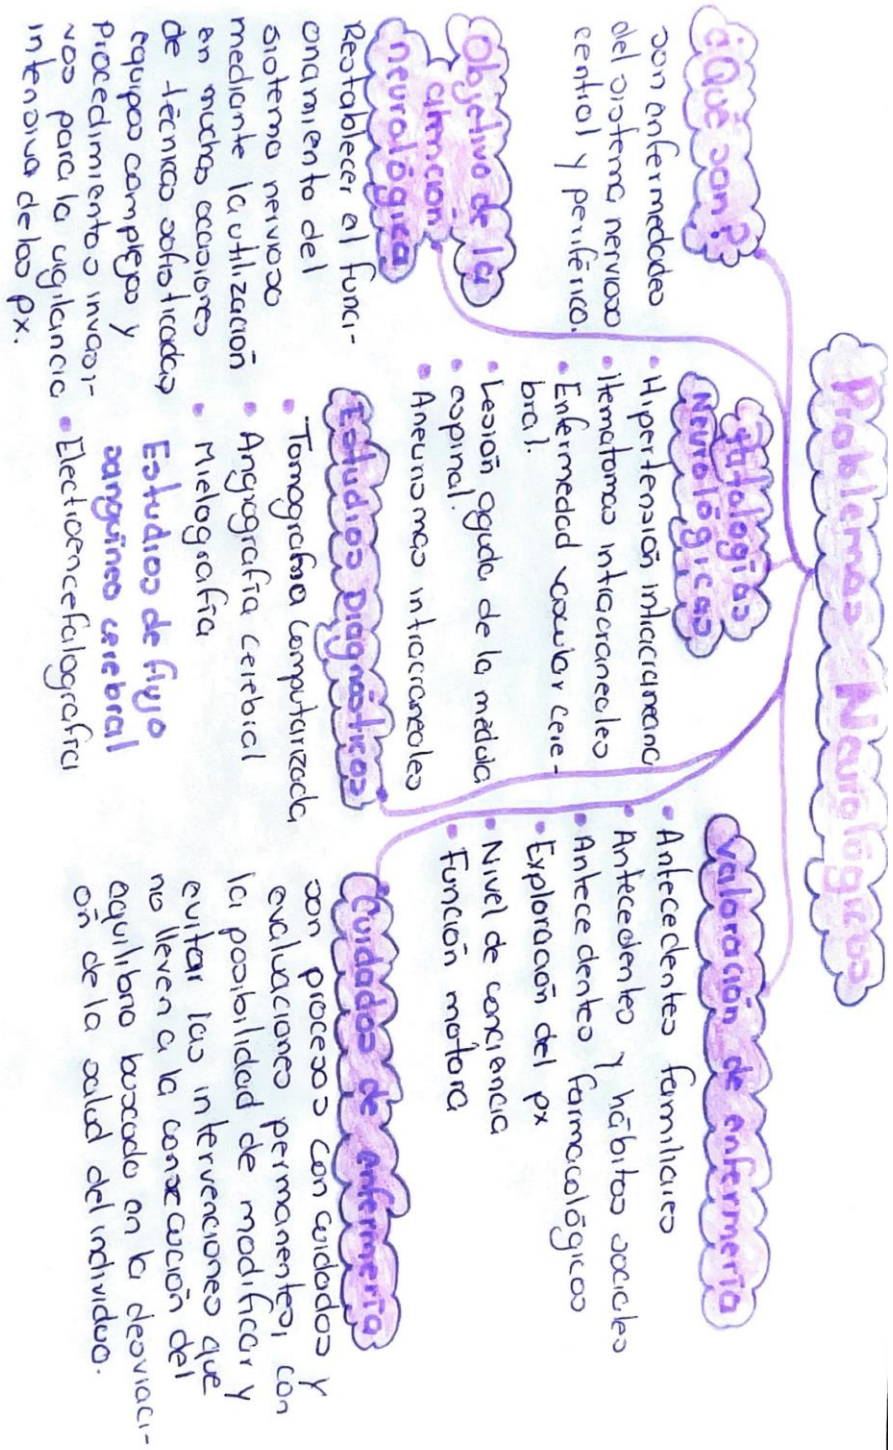 Problemas Neurológicos
¿Qué son?
son enfermedades
del sistema nervioso
central y periférico.
Objetivo de la
atención
neurológica
Restablecer al funci-
onamiento del
sistema nervioso
mediante la utilización
en muchas ocasiones
de técnicas sofisticadas
equipos complejos y
procedimientos invasi-
vos para la vigilancia
intensiva de los px.
Patologías
Neurológicas
• Hipertensión intracraneana
• Hematomas intracraneales
• Enfermedad vascular cere-
bral.
• Lesión aguda de la médula
• espinal.
• Aneurismas intracraneales
Estudios Diagnósticos
• Tomografía computarizada
• Angiografía cerebral
• Mielografía
Estudios de flujo
sanguíneo cerebral
• Electroencefalografía
Valoración de enfermería
• Antecedentes familiares
• Antecedentes y hábitos sociales
• Antecedentes farmacológicos
• Exploración del px
• Nivel de conciencia
• Función motora
Cuidados de enfermería
son procesos con cuidados y
evaluaciones permanentes, con
la posibilidad de modificar y
evitar las intervenciones que
no lleven a la consecución del
equilibrio buscado en la desviaci-
ón de la salud del individuo.